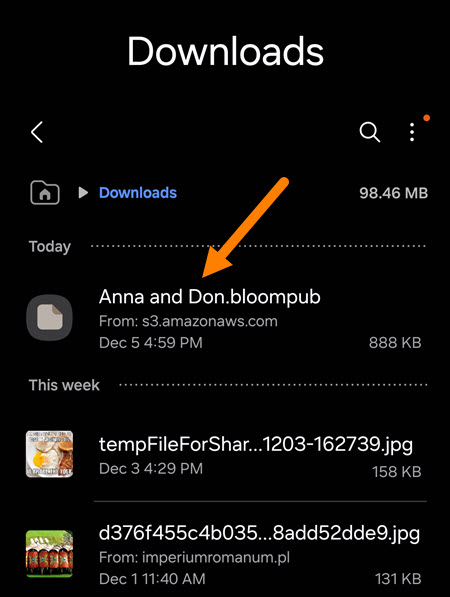 Downloads
Downloads 98.46 MB
Today
Anna and Don.bloompub
From: s3.amazonaws.com
Dec 5 4:59 PM 888 KB
This week
tempFileForShar...1203-162739.jpg
Dec 3 4:29 PM 158 KB
d376f455c4b035...8add52dde9.jpg
From: imperiumromanum.pl
Dec 1 11:40 AM 131 KB